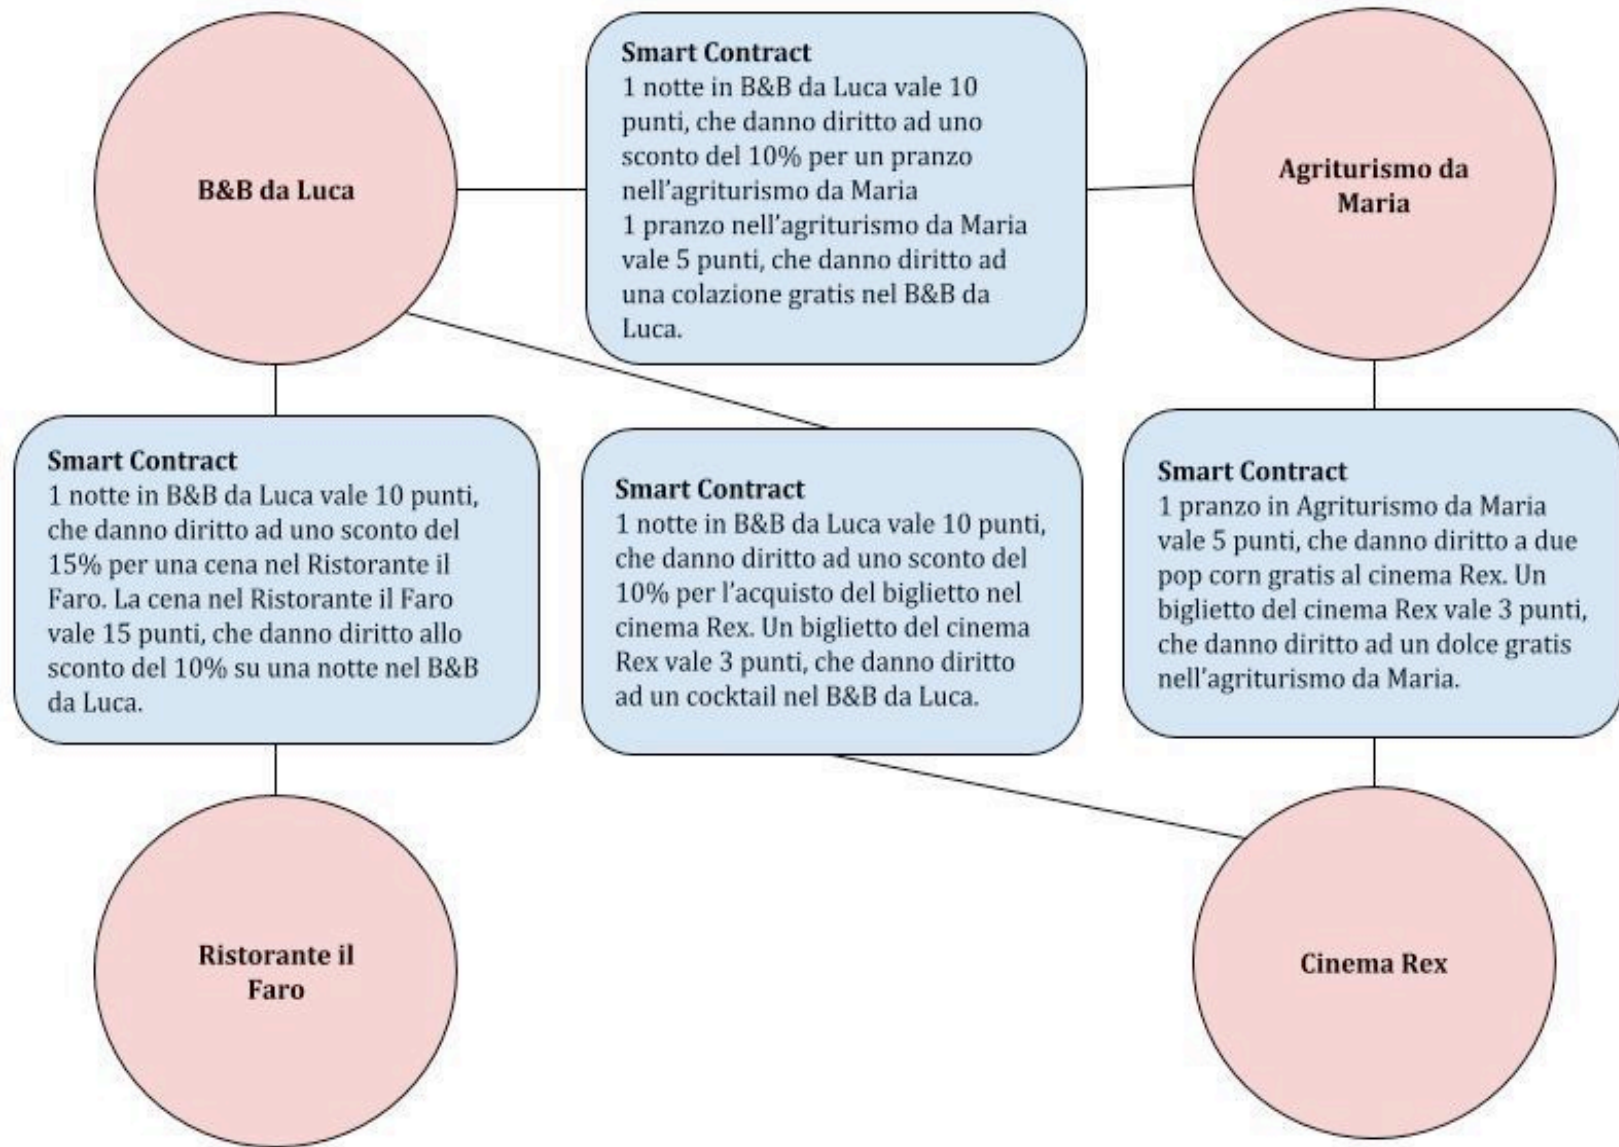 B&B da Luca
Smart Contract
1 notte in B&B da Luca vale 10
punti, che danno diritto ad uno
sconto del 10% per un pranzo
nell'agriturismo da Maria
1 pranzo nell'agriturismo da Maria
vale 5 punti, che danno diritto ad
una colazione gratis nel B&B da
Luca.
Agriturismo da
Maria
Smart Contract
1 notte in B&B da Luca vale 10 punti,
che danno diritto ad uno sconto del
15% per una cena nel Ristorante il
Faro. La cena nel Ristorante il Faro
vale 15 punti, che danno diritto allo
sconto del 10% su una notte nel B&B
da Luca.
Smart Contract
1 notte in B&B da Luca vale 10 punti,
che danno diritto ad uno sconto del
10% per l'acquisto del biglietto nel
cinema Rex. Un biglietto del cinema
Rex vale 3 punti, che danno diritto
ad un cocktail nel B&B da Luca.
Smart Contract
1 pranzo in Agriturismo da Maria
vale 5 punti, che danno diritto a due
pop corn gratis al cinema Rex. Un
biglietto del cinema Rex vale 3 punti,
che danno diritto ad un dolce gratis
nell'agriturismo da Maria.
Ristorante il
Faro
Cinema Rex